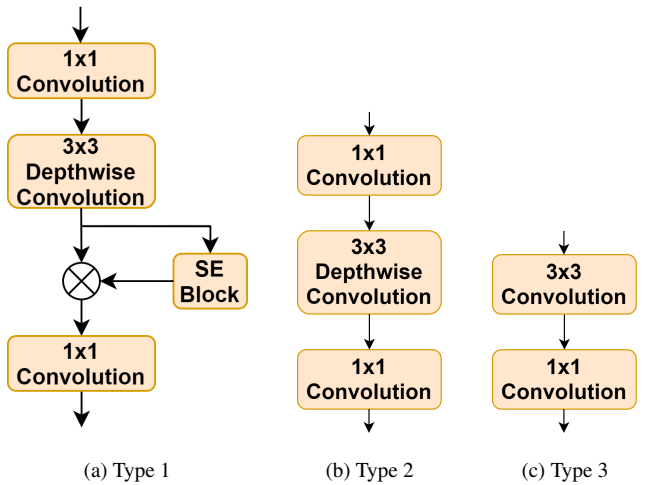 1x1
Convolution
3x3
Depthwise
Convolution
SE
Block
1x1
Convolution
(a) Type 1
1x1
Convolution
3x3
Depthwise
Convolution
1x1
Convolution
(b) Type 2
3x3
Convolution
1x1
Convolution
(c) Type 3